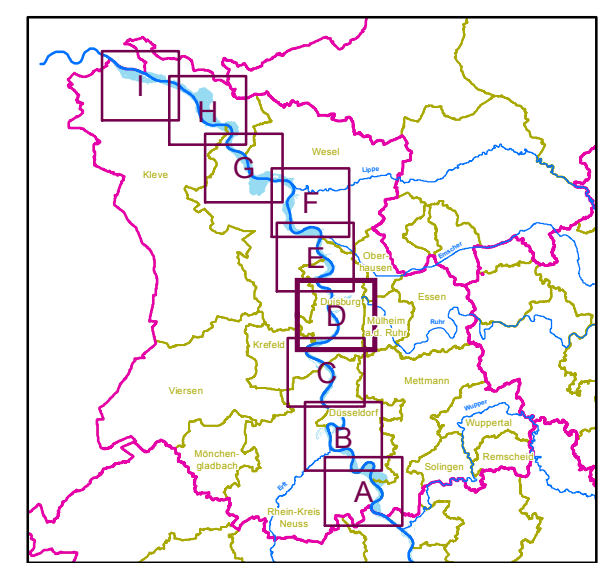 I
H
Wesel
G
Kleve
Lippe
F
E
Ober-
hausen
Emscher
Duisburg
D
Essen
Mülheim
a.d. Ruhr
Ruhr
Krefeld
C
Mettmann
Viersen
Düsseldorf
Wupper
Wuppertal
B
Mönchen-
gladbach
Remscheid
Solingen
A
Erft
Rhein-Kreis
Neuss